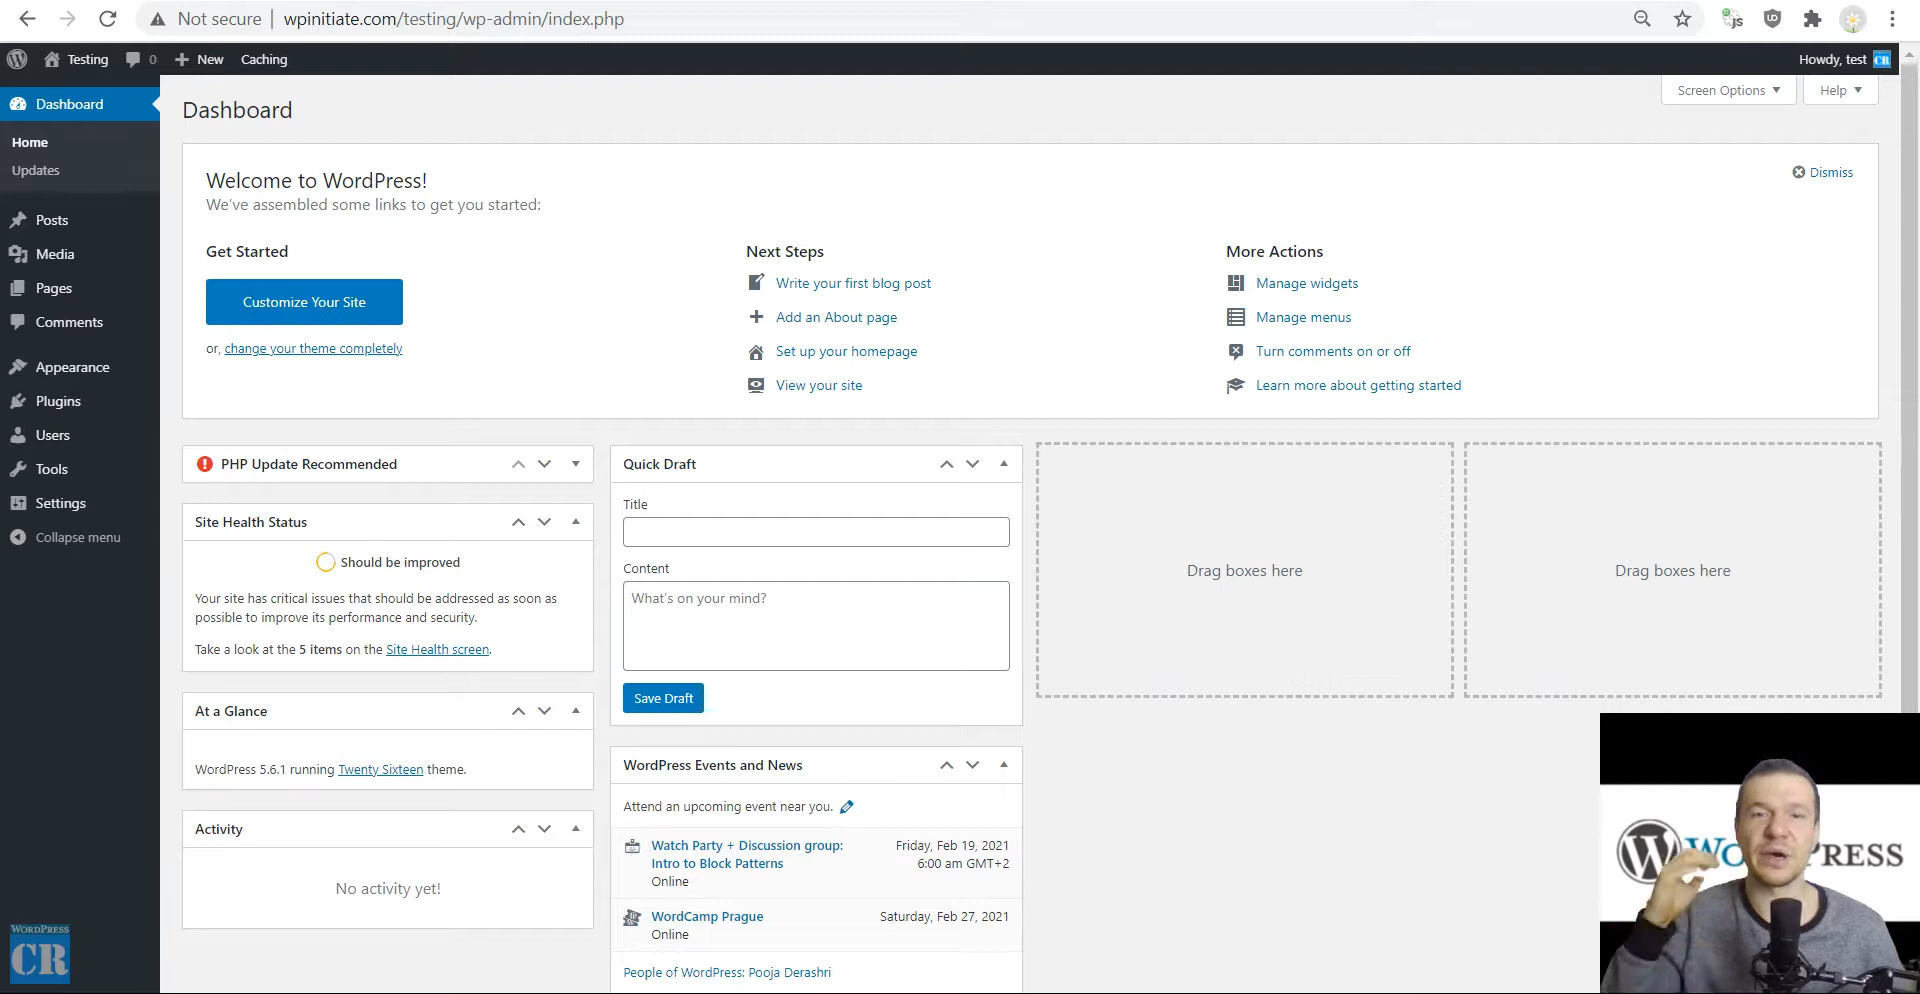 Not secure
wpinitiate.com/testing/wp-admin/index.php
Testing
0
New
Caching
Howdy, test
Dashboard
Home
Updates
Posts
Media
Pages
Comments
Appearance
Plugins
Users
Tools
Settings
Collapse menu
Screen Options
Help
Dashboard
Welcome to WordPress!
We've assembled some links to get you started:
Dismiss
Get Started
Customize Your Site
or, change your theme completely
Next Steps
Write your first blog post
Add an About page
Set up your homepage
View your site
More Actions
Manage widgets
Manage menus
Turn comments on or off
Learn more about getting started
PHP Update Recommended
Site Health Status
Should be improved
Your site has critical issues that should be addressed as soon as
possible to improve its performance and security.
Take a look at the 5 items on the Site Health screen.
At a Glance
WordPress 5.6.1 running Twenty Sixteen theme.
Activity
No activity yet!
Quick Draft
Title
Content
What's on your mind?
Save Draft
WordPress Events and News
Attend an upcoming event near you.
Watch Party + Discussion group:
Intro to Block Patterns
Online
Friday, Feb 19, 2021
6:00 am GMT+2
WordCamp Prague
Online
Saturday, Feb 27, 2021
People of WordPress: Pooja Derashri
Drag boxes here
Drag boxes here
WORDPRESS
CR